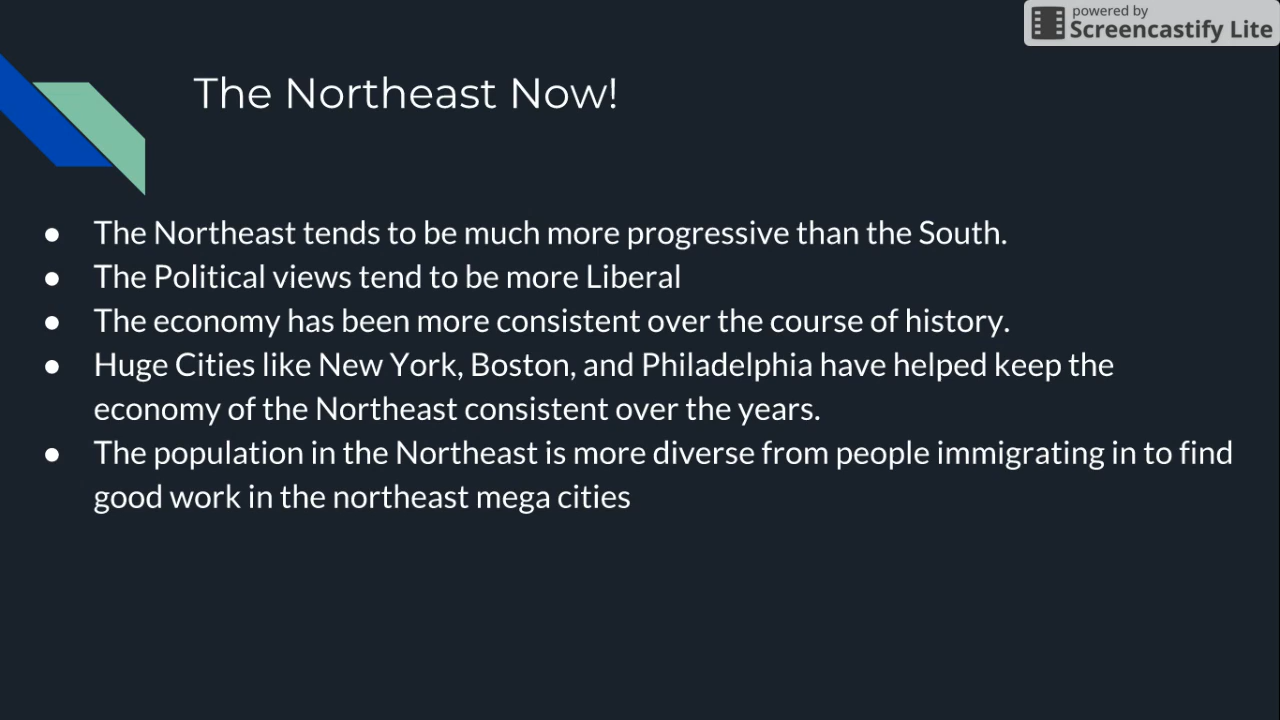 powered by
Screencastify Lite
The Northeast Now!
● The Northeast tends to be much more progressive than the South.
● The Political views tend to be more Liberal
● The economy has been more consistent over the course of history.
● Huge Cities like New York, Boston, and Philadelphia have helped keep the
economy of the Northeast consistent over the years.
● The population in the Northeast is more diverse from people immigrating in to find
good work in the northeast mega cities